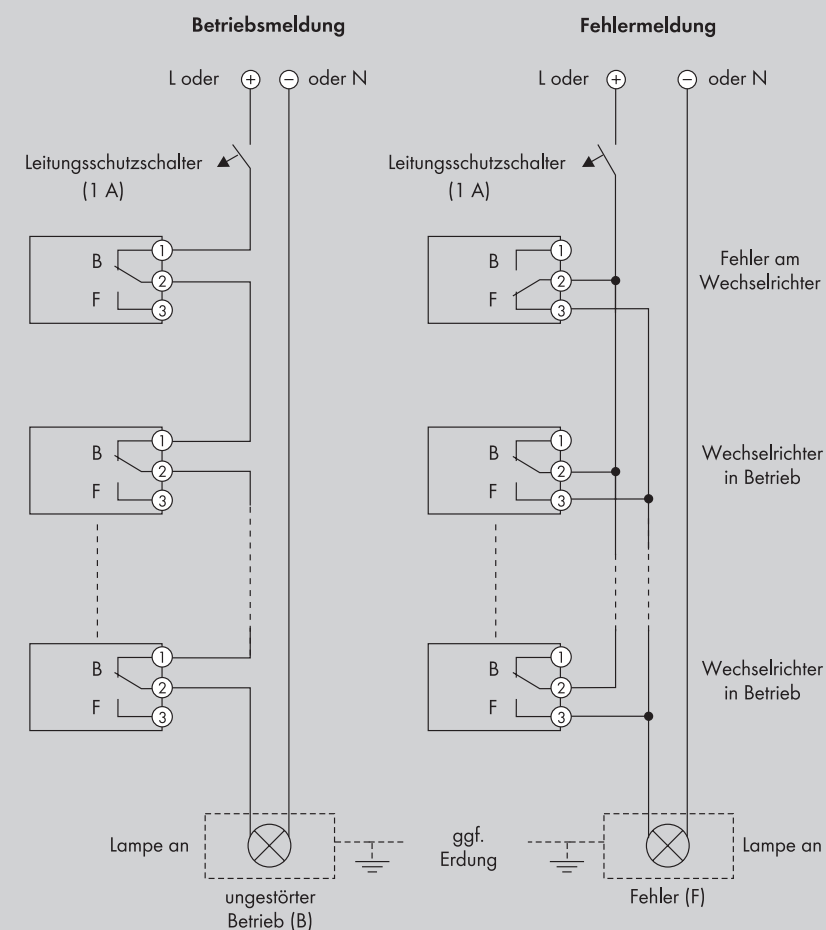 Betriebsmeldung
L oder + − oder N
Leitungsschutzschalter
(1 A)
B
F
1
2
3
B
F
1
2
3
B
F
1
2
3
Lampe an
ungestörter
Betrieb (B)
ggf.
Erdung
Fehlermeldung
L oder + − oder N
Leitungsschutzschalter
(1 A)
B
F
1
2
3
Fehler am
Wechselrichter
B
F
1
2
3
Wechselrichter
in Betrieb
B
F
1
2
3
Wechselrichter
in Betrieb
Lampe an
Fehler (F)